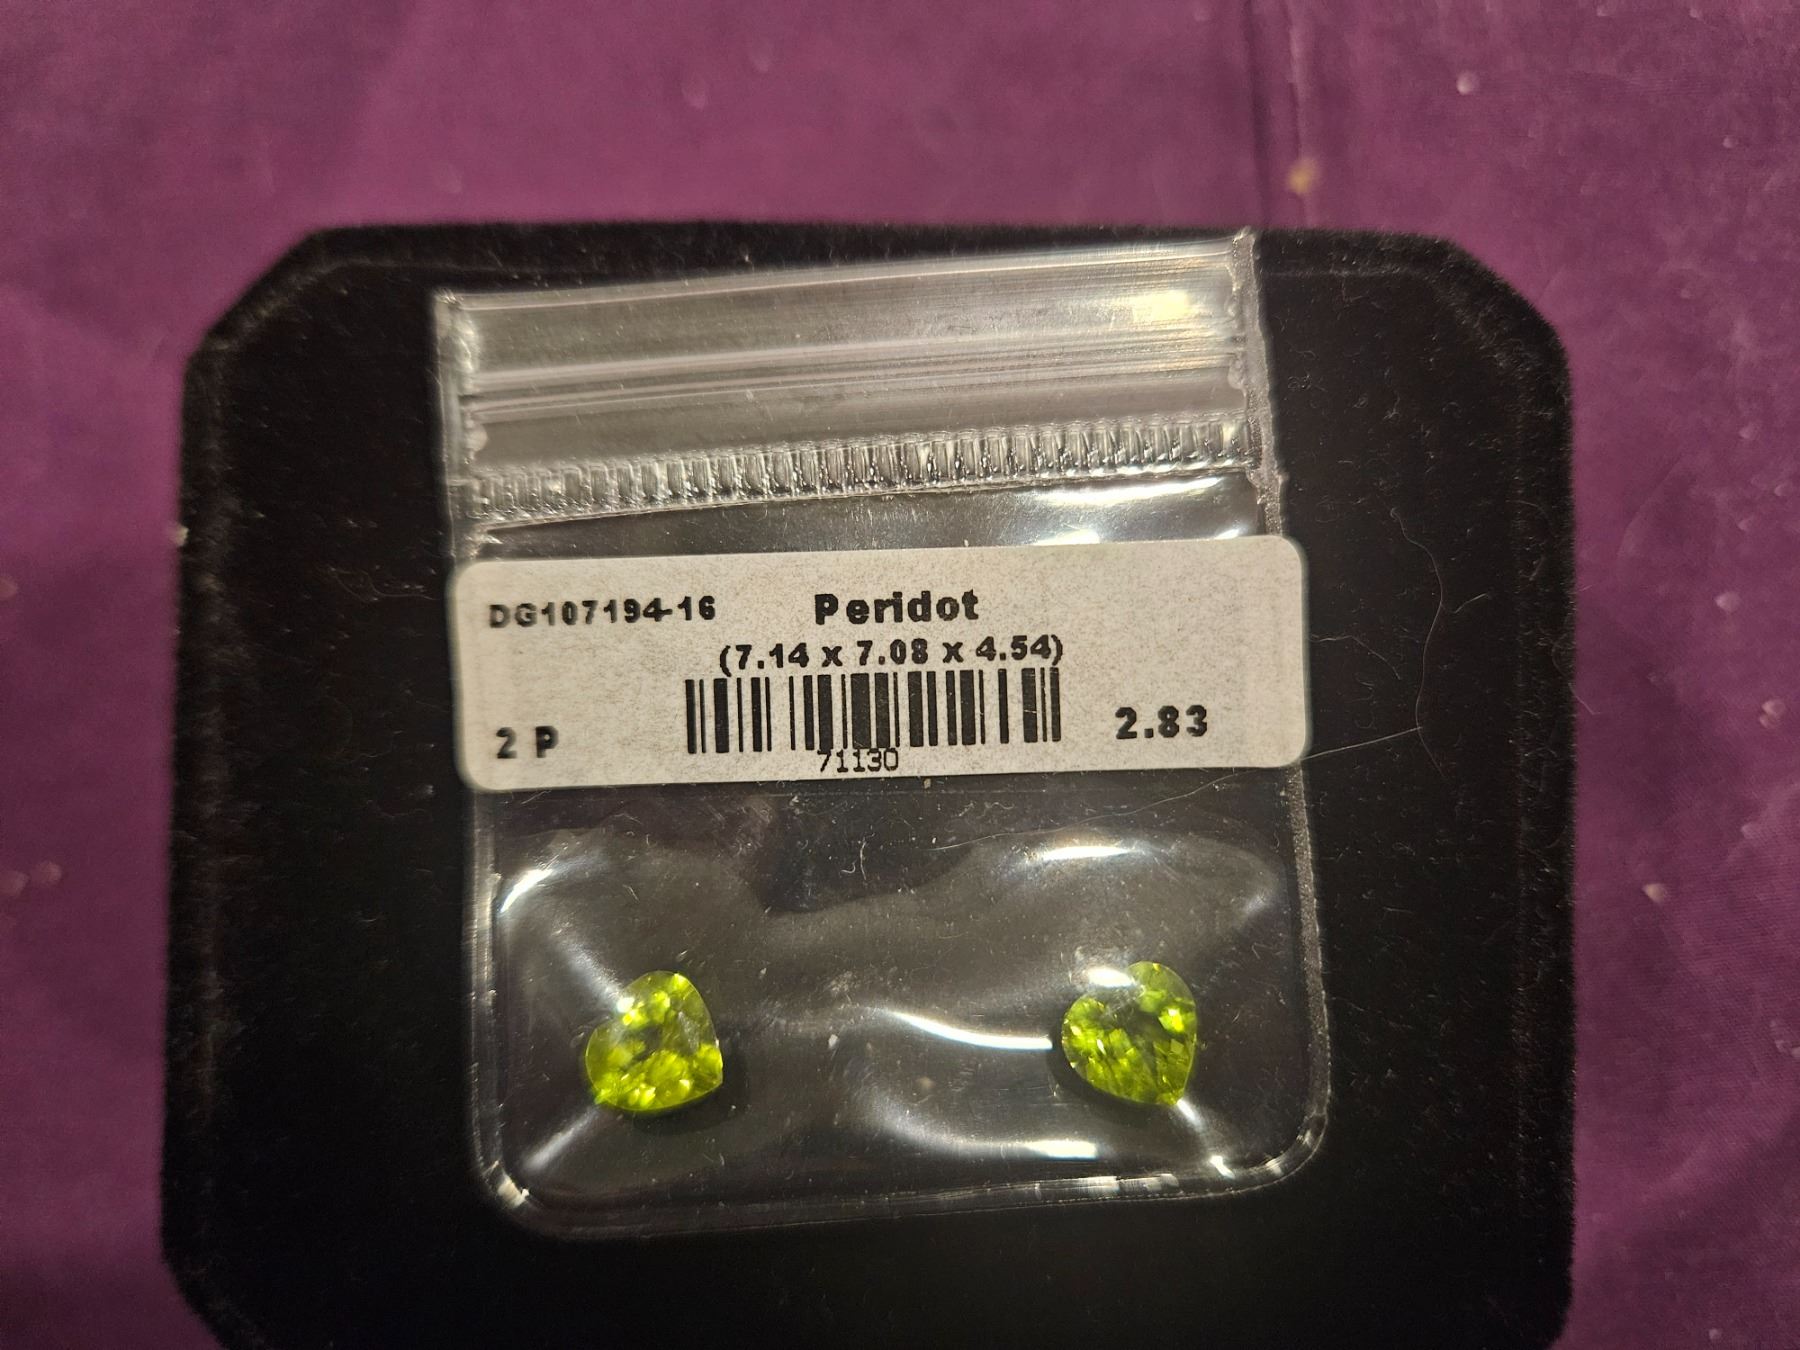 DG107194-16 Peridot
(7.14 x 7.08 x 4.54)
2 P 2.83
71130